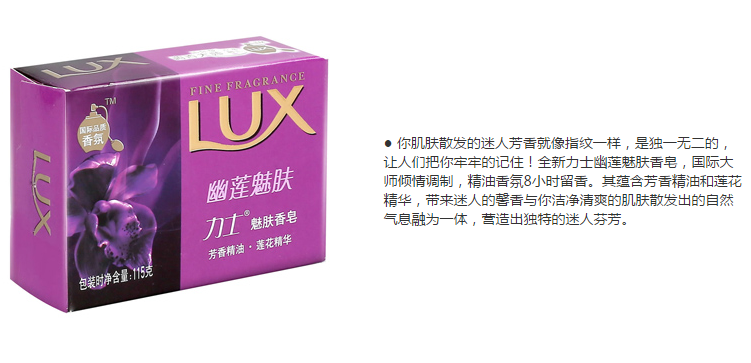 LUX
LUX
FINE FRAGRANCE
LUX
TM
国际品质
香氛
幽莲魅肤
力士® 魅肤香皂
芳香精油·莲花精华
包装时净含量:115克
● 你肌肤散发的迷人芳香就像指纹一样，是独一无二的，
让人们把你牢牢的记住！全新力士幽莲魅肤香皂，国际大
师倾情调制，精油香氛8小时留香。其蕴含芳香精油和莲花
精华，带来迷人的馨香与你洁净清爽的肌肤散发出的自然
气息融为一体，营造出独特的迷人芬芳。